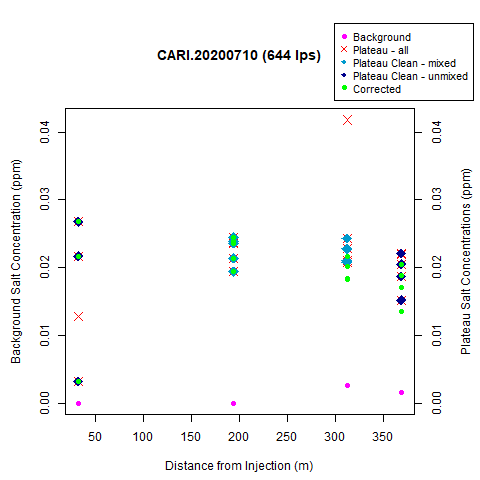 CARI.20200710 (644 lps)
Background
Plateau - all
Plateau Clean - mixed
Plateau Clean - unmixed
Corrected
Background Salt Concentration (ppm)
0.00
0.01
0.02
0.03
0.04
Plateau Salt Concentrations (ppm)
0.00
0.01
0.02
0.03
0.04
50 100 150 200 250 300 350
Distance from Injection (m)